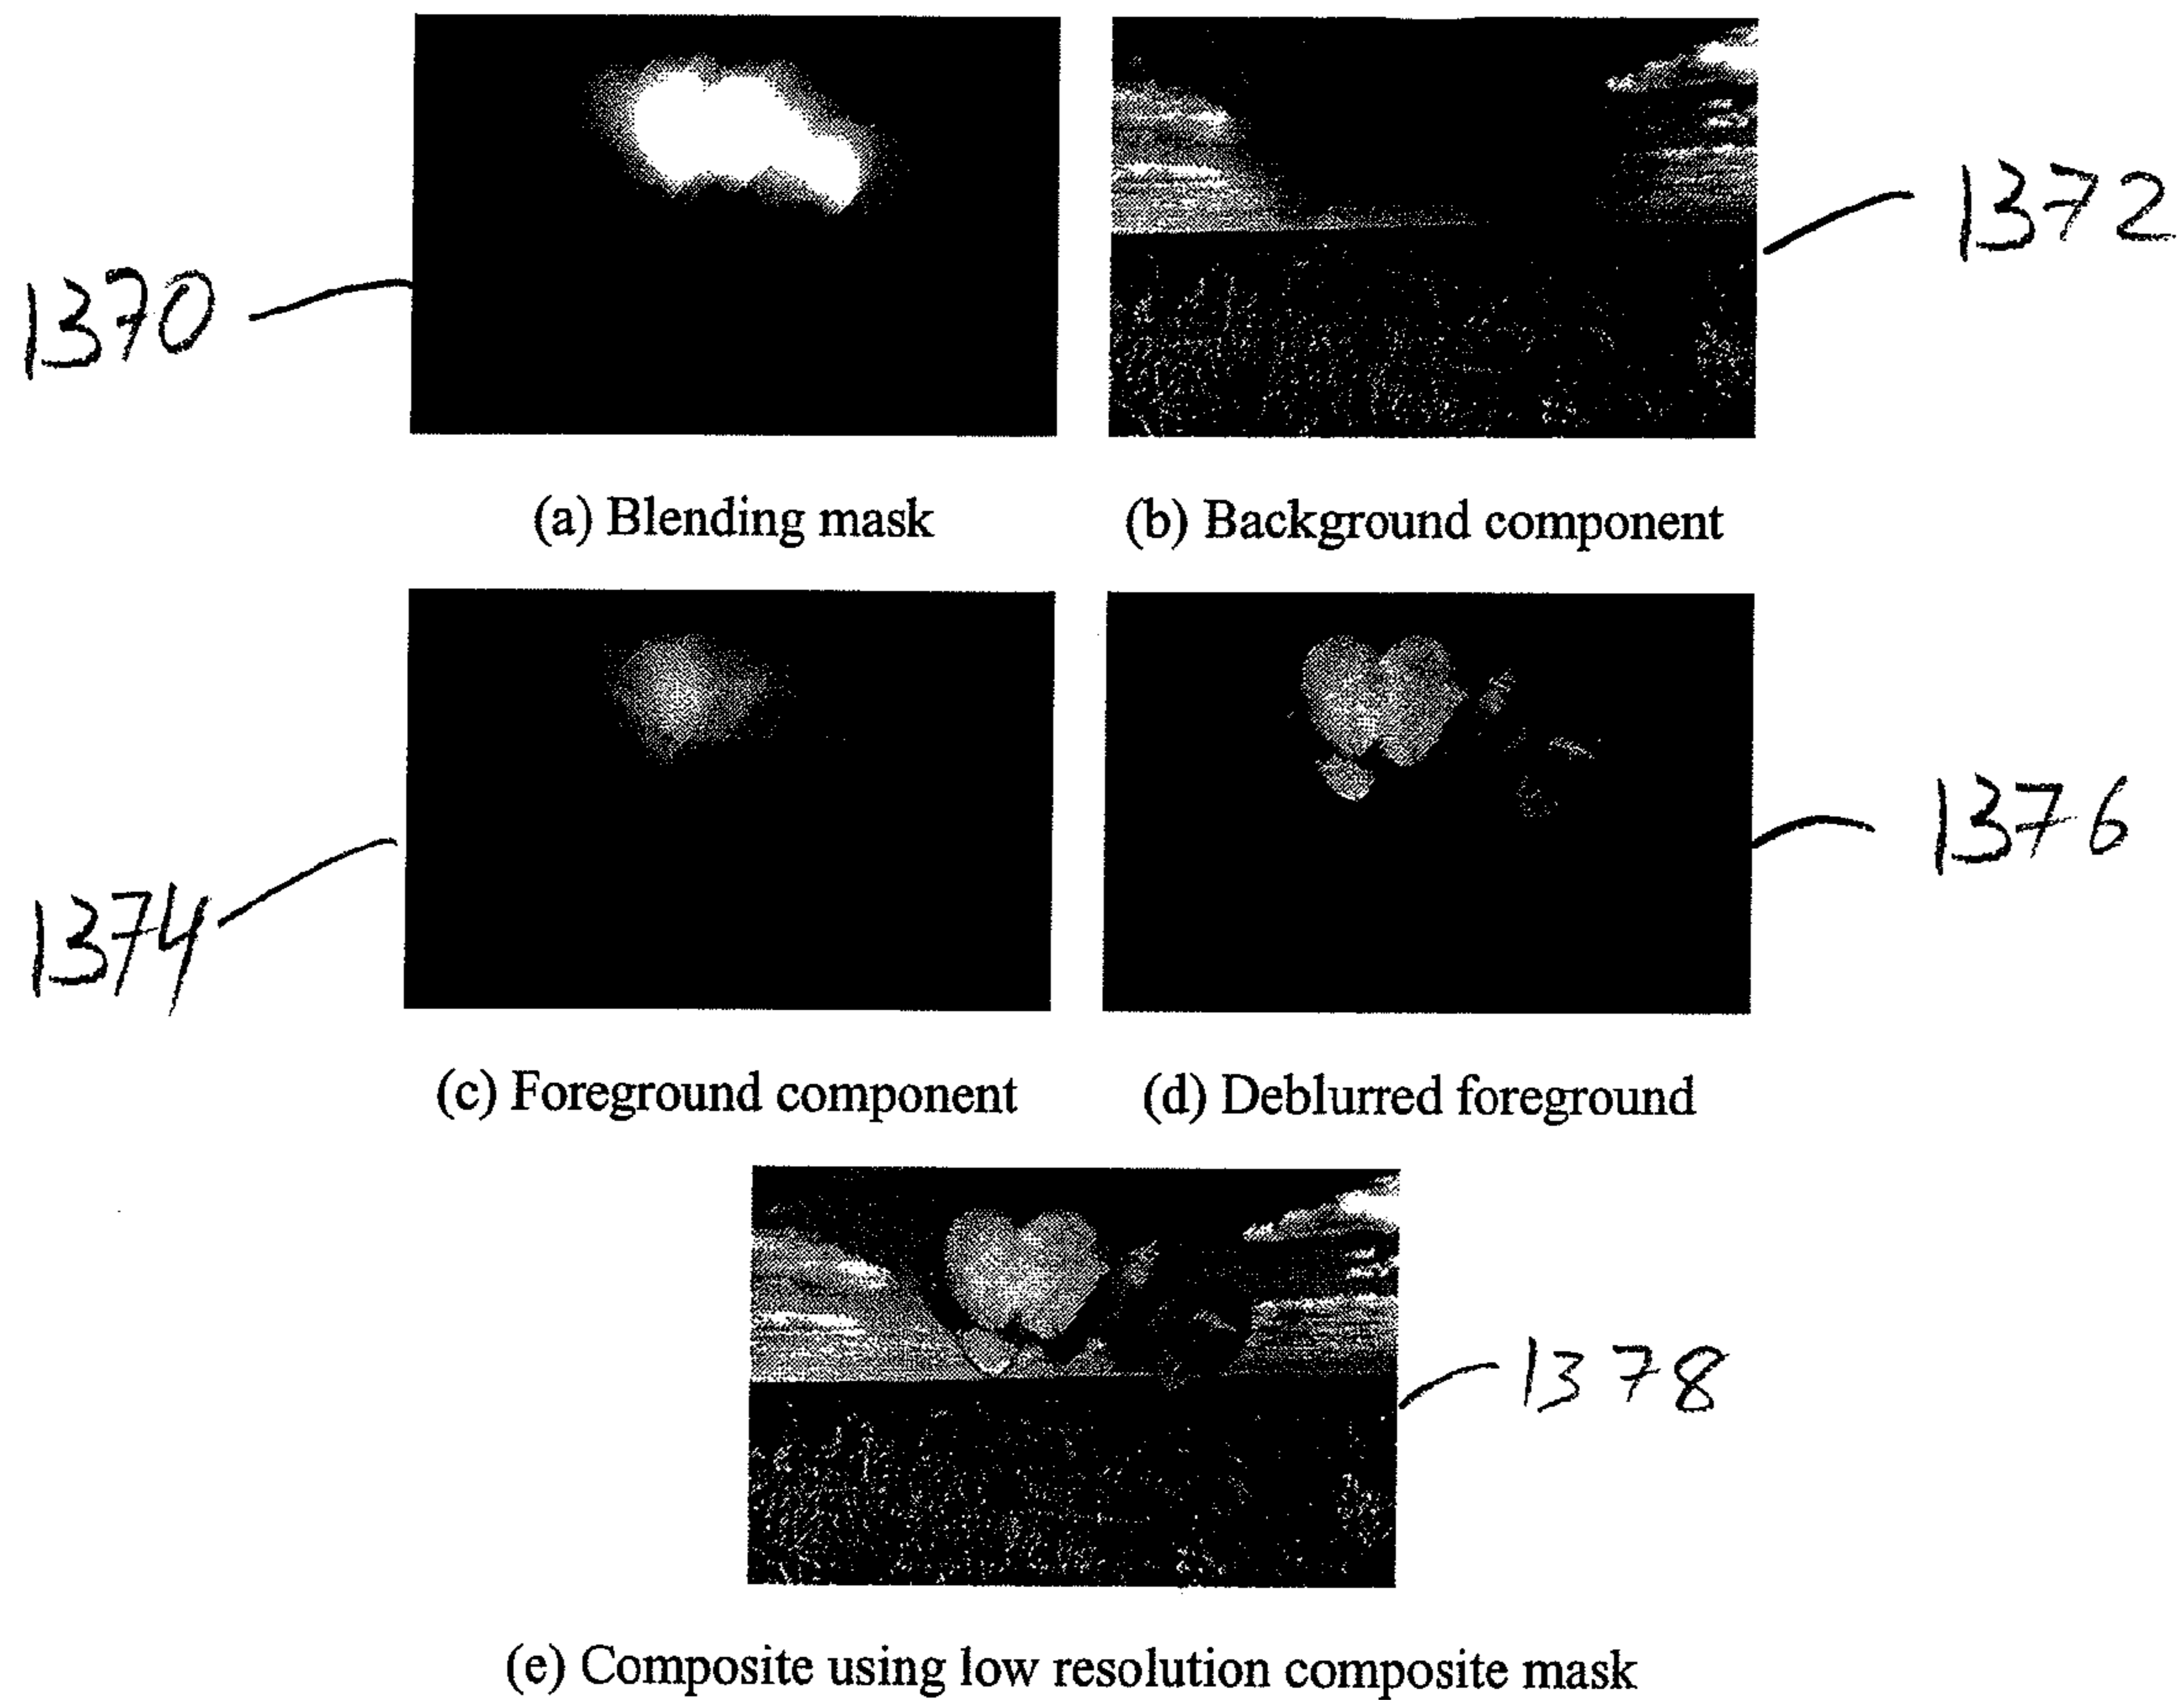 1370
1372
(a) Blending mask
(b) Background component
1374
1376
(c) Foreground component
(d) Deblurred foreground
1378
(e) Composite using low resolution composite mask